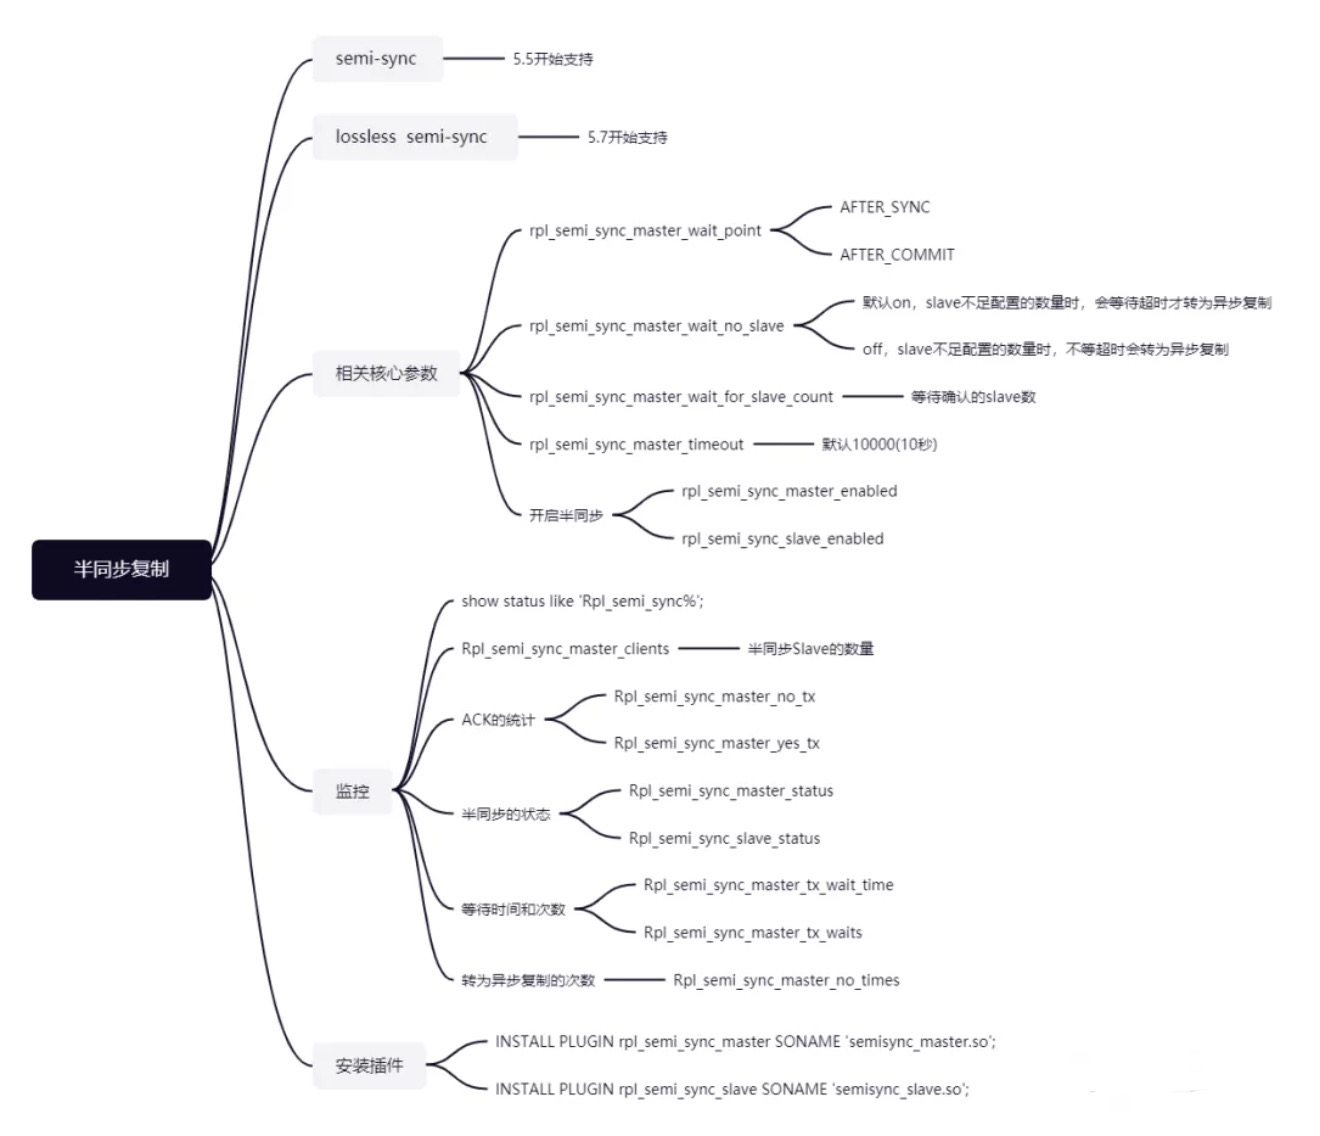 semi-sync
5.5开始支持
lossless semi-sync
5.7开始支持
rpl_semi_sync_master_wait_point
AFTER_SYNC
AFTER_COMMIT
rpl_semi_sync_master_wait_no_slave
默认on，slave不足配置的数量时，会等待超时才转为异步复制
off，slave不足配置的数量时，不等超时会转为异步复制
相关核心参数
rpl_semi_sync_master_wait_for_slave_count
等待确认的slave数
rpl_semi_sync_master_timeout
默认10000(10秒)
开启半同步
rpl_semi_sync_master_enabled
rpl_semi_sync_slave_enabled
半同步复制
show status like 'Rpl_semi_sync%';
Rpl_semi_sync_master_clients
半同步Slave的数量
ACK的统计
Rpl_semi_sync_master_no_tx
Rpl_semi_sync_master_yes_tx
监控
半同步的状态
Rpl_semi_sync_master_status
Rpl_semi_sync_slave_status
等待时间和次数
Rpl_semi_sync_master_tx_wait_time
Rpl_semi_sync_master_tx_waits
转为异步复制的次数
Rpl_semi_sync_master_no_times
安装插件
INSTALL PLUGIN rpl_semi_sync_master SONAME 'semisync_master.so';
INSTALL PLUGIN rpl_semi_sync_slave SONAME 'semisync_slave.so';